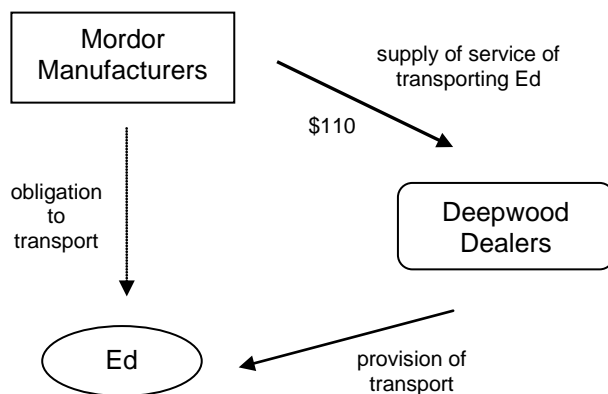 Mordor
Manufacturers
supply of service of
transporting Ed
$110
obligation
to
transport
Deepwood
Dealers
Ed
provision of
transport